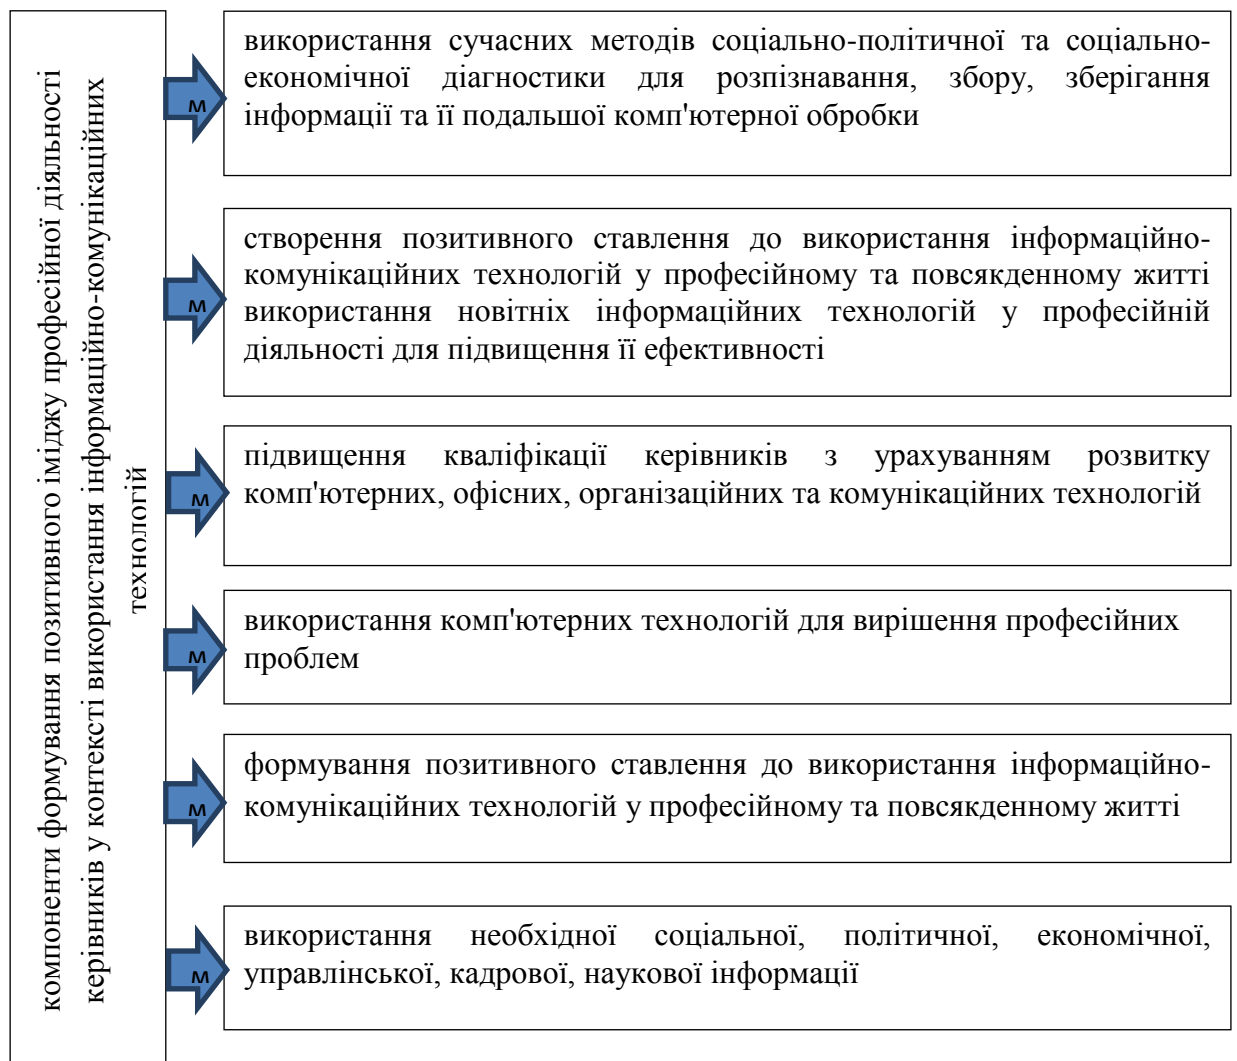 компоненти формування позитивного іміджу професійної діяльності
керівників у контексті використання інформаційно-комунікаційних
технологій
м
використання сучасних методів соціально-політичної та соціально-
економічної діагностики для розпізнавання, збору, зберігання
інформації та її подальшої комп'ютерної обробки
м
створення позитивного ставлення до використання інформаційно-
комунікаційних технологій у професійному та повсякденному житті
використання новітніх інформаційних технологій у професійній
діяльності для підвищення її ефективності
м
підвищення кваліфікації керівників з урахуванням розвитку
комп'ютерних, офісних, організаційних та комунікаційних технологій
м
використання комп'ютерних технологій для вирішення професійних
проблем
м
формування позитивного ставлення до використання інформаційно-
комунікаційних технологій у професійному та повсякденному житті
м
використання необхідної соціальної, політичної, економічної,
управлінської, кадрової, наукової інформації